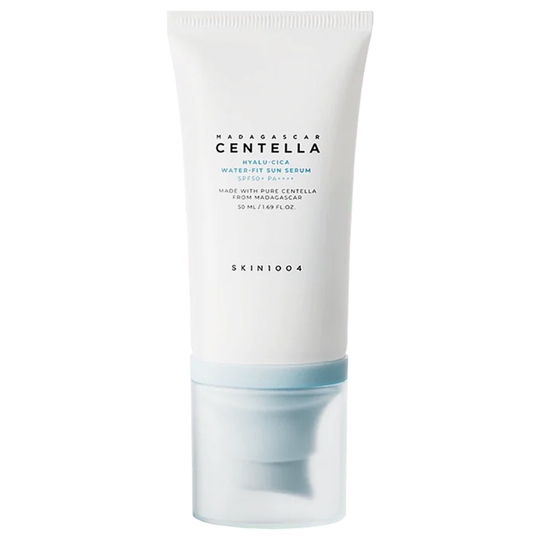 MADAGASCAR
CENTELLA
HYALU-CICA
WATER-FIT SUN SERUM
SPF50+ PA++++
MADE WITH PURE CENTELLA
FROM MADAGASCAR
50 ML / 1.69 FL.OZ.
SKIN1004